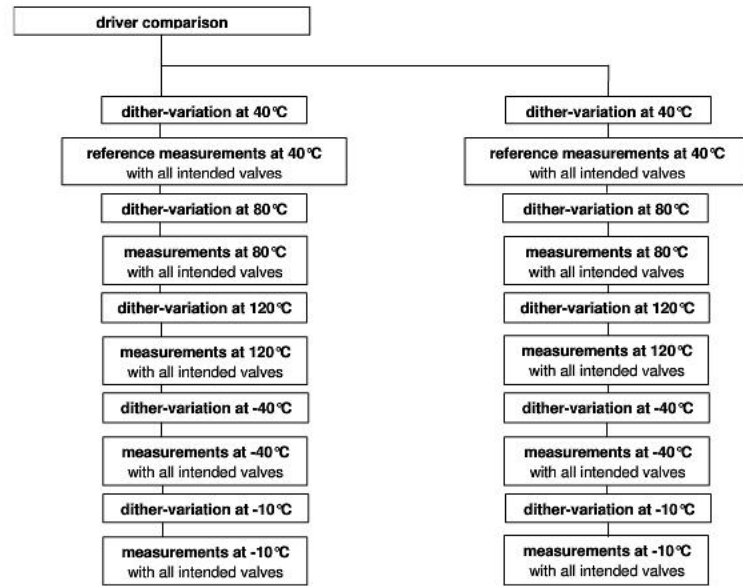 driver comparison
dither-variation at 40°C
reference measurements at 40°C
with all intended valves
dither-variation at 80°C
measurements at 80°C
with all intended valves
dither-variation at 120°C
measurements at 120°C
with all intended valves
dither-variation at -40°C
measurements at -40°C
with all intended valves
dither-variation at -10°C
measurements at -10°C
with all intended valves
dither-variation at 40°C
reference measurements at 40°C
with all intended valves
dither-variation at 80°C
measurements at 80°C
with all intended valves
dither-variation at 120°C
measurements at 120°C
with all intended valves
dither-variation at -40°C
measurements at -40°C
with all intended valves
dither-variation at -10°C
measurements at -10°C
with all intended valves